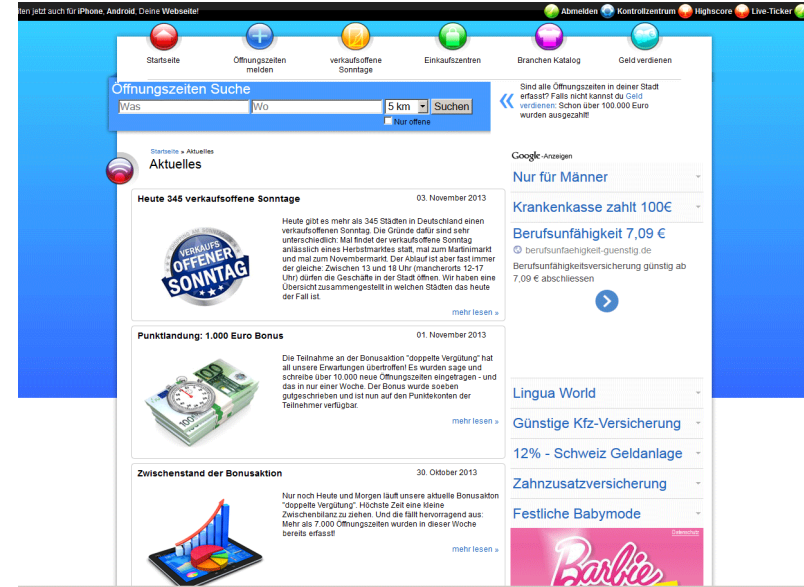 ten jetzt auch für iPhone, Android, Deine Webseite!
Abmelden Kontrollzentrum Highscore Live-Ticker
Startseite
Öffnungszeiten
melden
verkaufsoffene
Sonntage
Einkaufszentren
Branchen Katalog
Geld verdienen
Öffnungszeiten Suche
Was Wo 5 km Suchen
Nur offene
Sind alle Öffnungszeiten in deiner Stadt
erfasst? Falls nicht kannst du Geld
verdienen: Schon über 100.000 Euro
wurden ausgezahlt!
«
Startseite » Aktuelles
Aktuelles
Heute 345 verkaufsoffene Sonntage 03. November 2013
VERKAUFS
OFFENER
SONNTAG
Heute gibt es mehr als 345 Städten in Deutschland einen
verkaufsoffenen Sonntag. Die Gründe dafür sind sehr
unterschiedlich: Mal findet der verkaufsoffene Sonntag
anlässlich eines Herbstmarktes statt, mal zum Martinimarkt
und mal zum Novembermarkt. Der Ablauf ist aber fast immer
der gleiche: Zwischen 13 und 18 Uhr (mancherorts 12-17
Uhr) dürfen die Geschäfte in der Stadt öffnen. Wir haben eine
Übersicht zusammengestellt in welchen Städten das heute
der Fall ist.
mehr lesen »
Punktlandung: 1.000 Euro Bonus 01. November 2013
100
Die Teilnahme an der Bonusaktion "doppelte Vergütung" hat
all unsere Erwartungen übertroffen! Es wurden sage und
schreibe über 10.000 neue Öffnungszeiten eingetragen - und
das in nur einer Woche. Der Bonus wurde soeben
gutgeschrieben und ist nun auf den Punktekonten der
Teilnehmer verfügbar.
mehr lesen »
Zwischenstand der Bonusaktion 30. Oktober 2013
Nur noch Heute und Morgen läuft unsere aktuelle Bonusakton
"doppelte Vergütung". Höchste Zeit eine kleine
Zwischenbilanz zu ziehen. Und die fällt hervorragend aus:
Mehr als 7.000 Öffnungszeiten wurden in dieser Woche
bereits erfasst!
mehr lesen »
Google-Anzeigen
Nur für Männer
Krankenkasse zahlt 100€
Berufsunfähigkeit 7,09 €
berufsunfaehigkeit-guenstig.de
Berufsunfähigkeitsversicherung günstig ab
7,09 € abschliessen
Lingua World
Günstige Kfz-Versicherung
12% - Schweiz Geldanlage
Zahnzusatzversicherung
Festliche Babymode
Datenschutz
Barbie